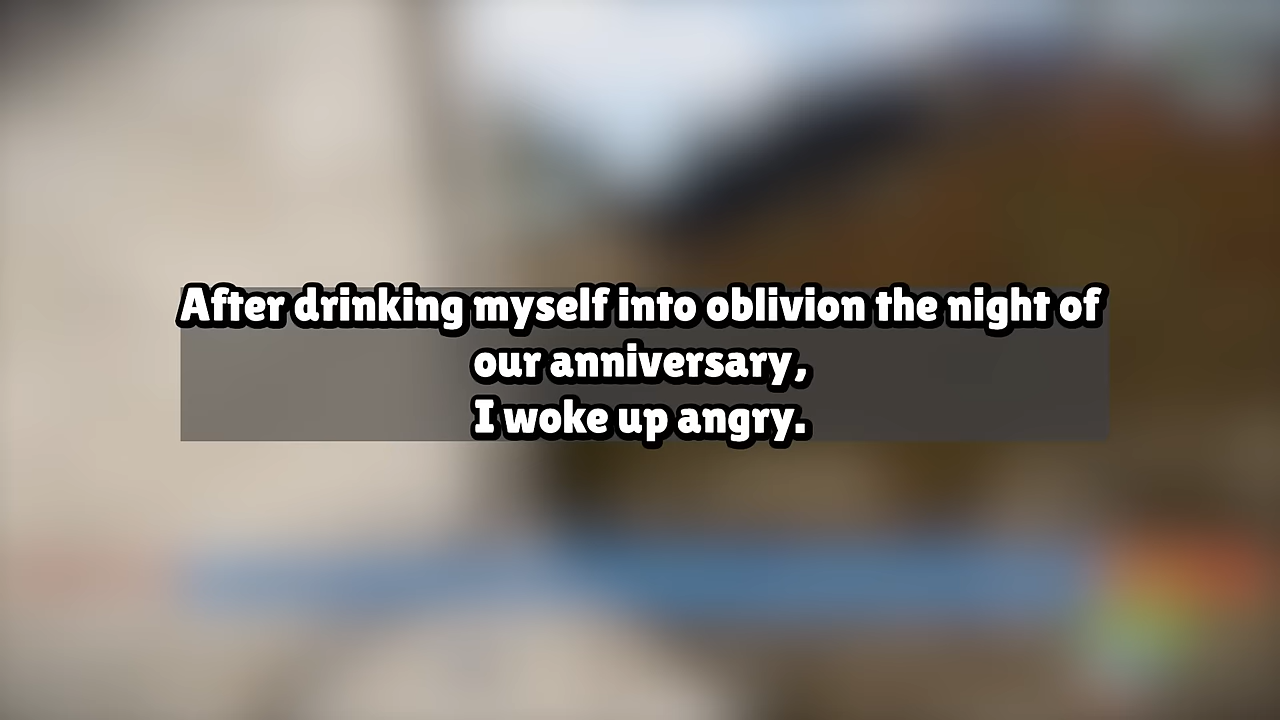 After drinking myself into oblivion the night of
our anniversary,
I woke up angry.